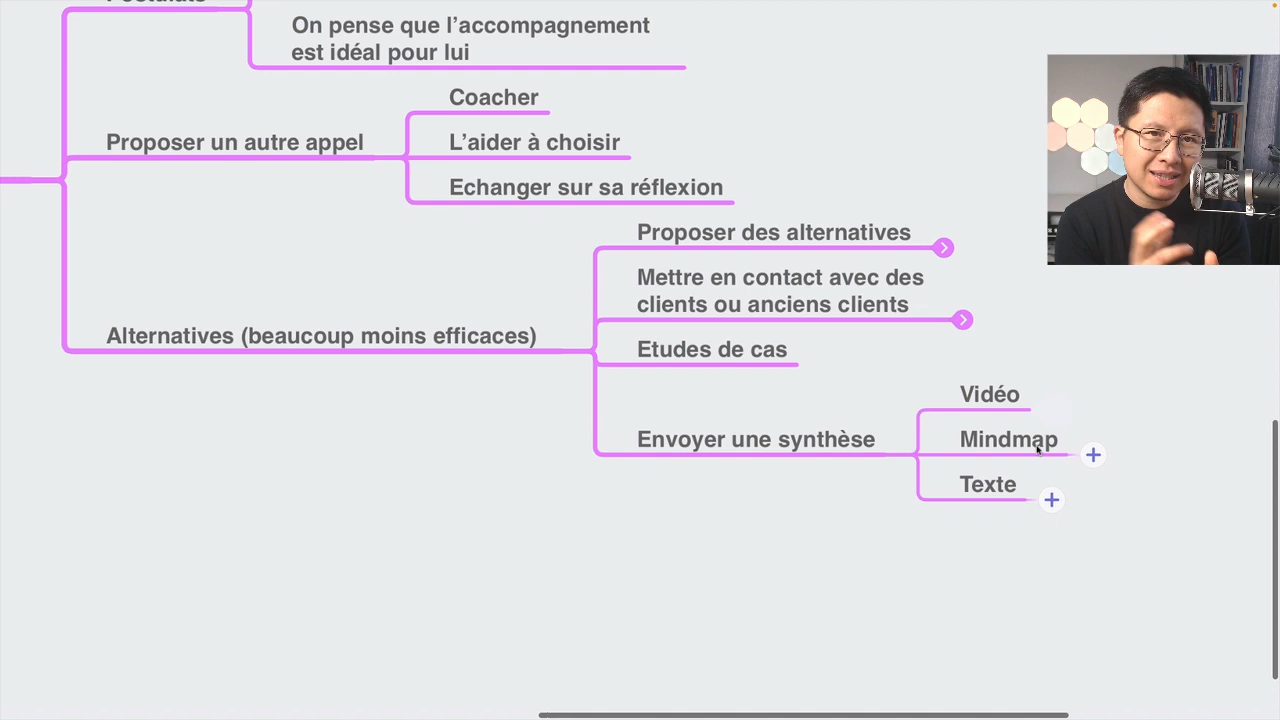 On pense que l’accompagnement
est idéal pour lui
Coacher
Proposer un autre appel
L’aider à choisir
Echanger sur sa réflexion
Proposer des alternatives
Mettre en contact avec des
clients ou anciens clients
Alternatives (beaucoup moins efficaces)
Etudes de cas
Vidéo
Envoyer une synthèse
Mindmap
Texte